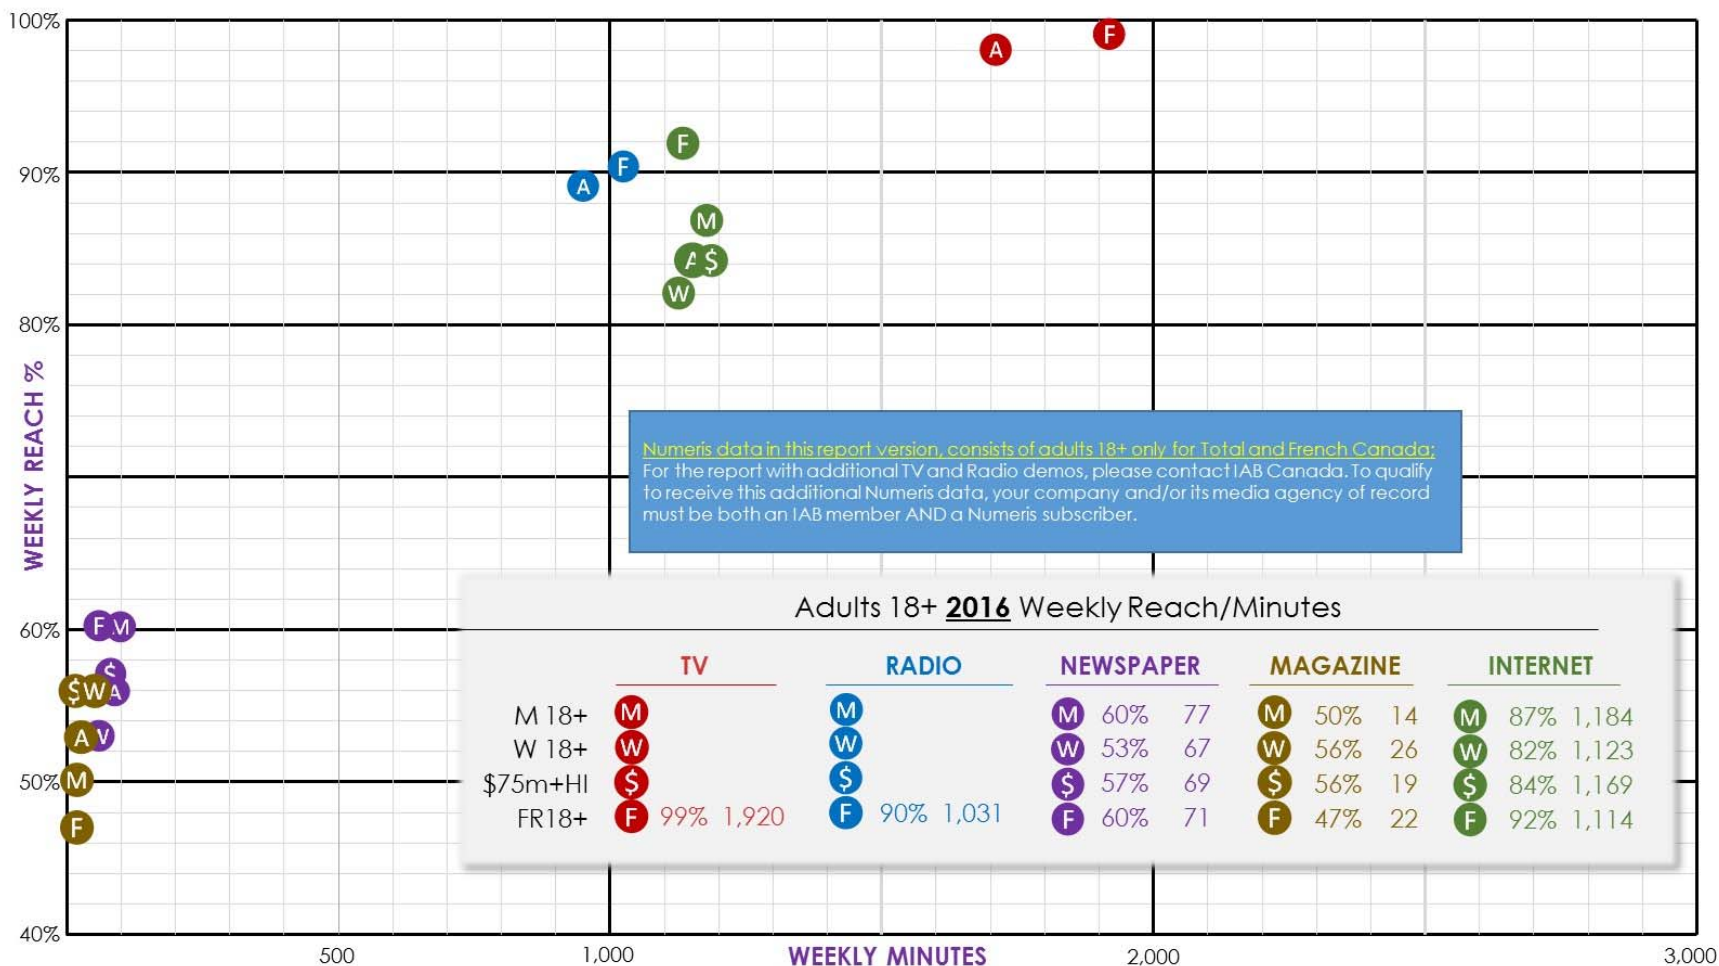 100%
A
F
F
90%
A
F
M
A $
W
80%
Numeris data in this report version, consists of adults 18+ only for Total and French Canada;
For the report with additional TV and Radio demos, please contact IAB Canada. To qualify
to receive this additional Numeris data, your company and/or its media agency of record
must be both an IAB member AND a Numeris subscriber.
WEEKLY REACH %
Adults 18+ 2016 Weekly Reach/Minutes
60%
F M
$
$ W A
A
M
F
50%
TV RADIO NEWSPAPER MAGAZINE INTERNET
M 18+ M M M 60% 77 M 50% 14 M 87% 1,184
W 18+ W W W 53% 67 W 56% 26 W 82% 1,123
$75m+HI $ $ $ 57% 69 $ 56% 19 $ 84% 1,169
FR18+ F 99% 1,920 F 90% 1,031 F 60% 71 F 47% 22 F 92% 1,114
40%
500 1,000 WEEKLY MINUTES 2,000 3,000